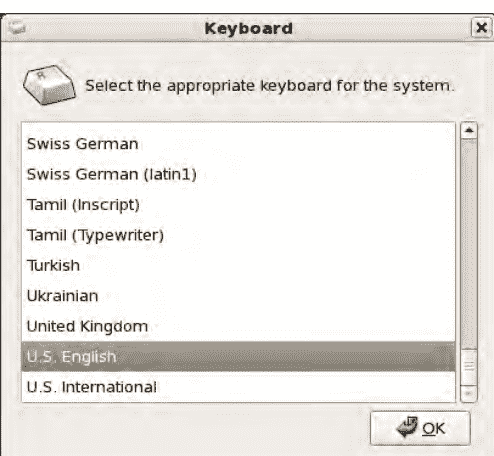 Keyboard
Select the appropriate keyboard for the system.
Swiss German
Swiss German (latin1)
Tamil (Inscript)
Tamil (Typewriter)
Turkish
Ukrainian
United Kingdom
U.S. English
U.S. International
OK